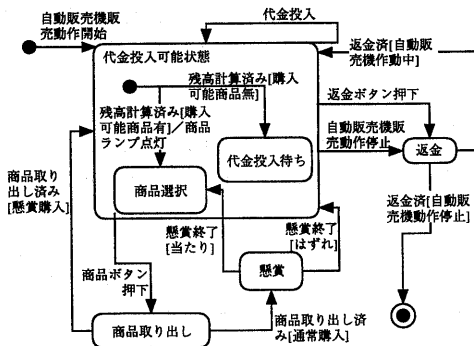 自動販売機販
売動作開始
代金投入
代金投入可能状態
返金済[自動販
売機作動中]
残高計算済み[購入
可能商品無]
残高計算済み[購入
可能商品有]／商品
ランプ点灯
返金ボタン押下
自動販売機販
売動作停止
代金投入待ち
返金
商品取り出
し済み
[懸賞購入]
商品選択
返金済[自動販
売機動作停止]
懸賞終了
[当たり]
懸賞終了
[はずれ]
懸賞
商品ボタン
押下
商品取り出し済
み[通常購入]
商品取り出し